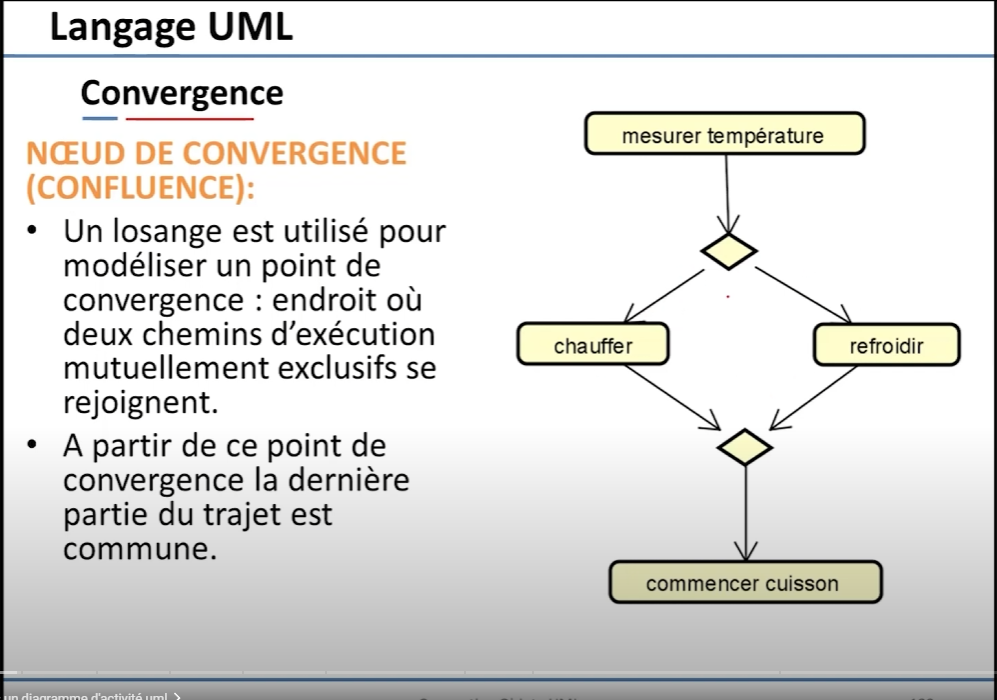 Langage UML
Convergence
NŒUD DE CONVERGENCE
(CONFLUENCE):
• Un losange est utilisé pour
modéliser un point de
convergence : endroit où
deux chemins d'exécution
mutuellement exclusifs se
rejoignent.
• A partir de ce point de
convergence la dernière
partie du trajet est
commune.
mesurer température
chauffer
refroidir
commencer cuisson
un diagramme d'activité uml >